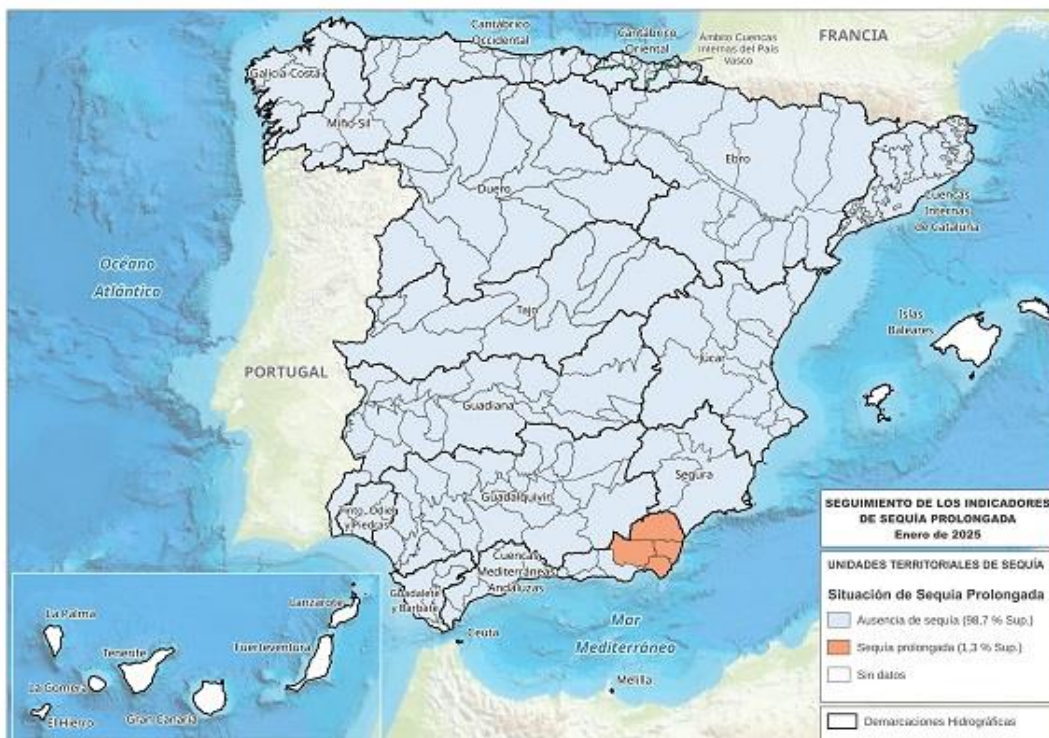 Cantábrico
Occidental
Cantábrico
Oriental
Ámbito Cuencas
Internas del País
Vasco
FRANCIA
Galicia-Costa
Miño-Sil
Ebro
Duero
Cuencas
Internas
de Cataluña
Océano
Atlántico
Tajo
Islas
Baleares
PORTUGAL
Júcar
Guadiana
Segura
Guadalquivir
Tinto, Odiel
y Piedras
Cuencas
Mediterráneas
Andaluzas
Guadalete
y Barbate
Ceuta
Mar
Mediterráneo
Melilla
La Palma
Lanzarote
Tenerife
Fuerteventura
La Gomera
El Hierro
Gran Canaria
SEGUIMIENTO DE LOS INDICADORES
DE SEQUÍA PROLONGADA
Enero de 2025
UNIDADES TERRITORIALES DE SEQUÍA
Situación de Sequía Prolongada
Ausencia de sequía (98,7 % Sup.)
Sequía prolongada (1,3 % Sup.)
Sin datos
Demarcaciones Hidrográficas